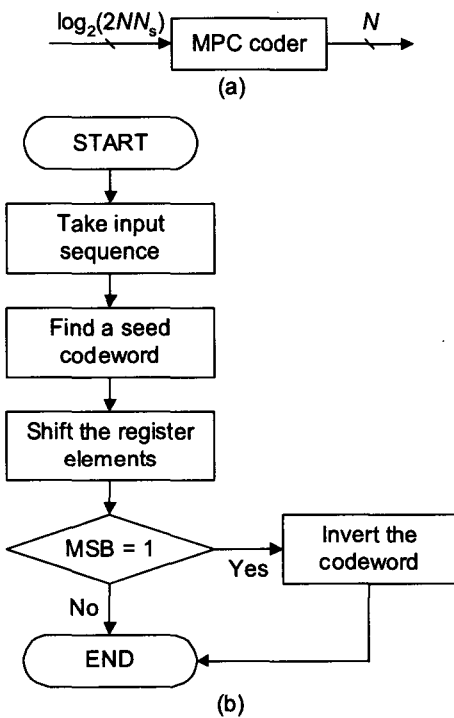 log₂(2NNₛ)
MPC coder
N
(a)
START
Take input
sequence
Find a seed
codeword
Shift the register
elements
MSB = 1
Yes
Invert the
codeword
No
END
(b)